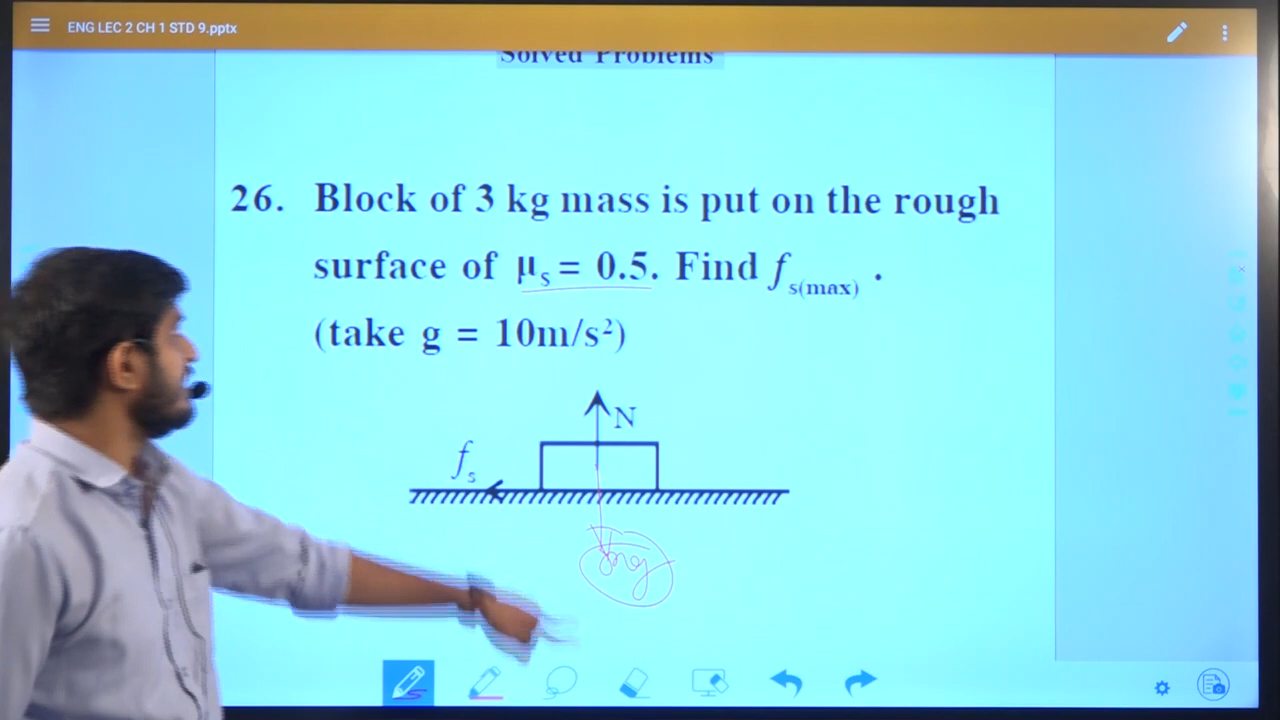 ENG LEC 2 CH 1 STD 9.pptx
Solved Problems
26. Block of 3 kg mass is put on the rough
surface of μs = 0.5. Find fs(max) .
(take g = 10m/s²)
N
fs
mg